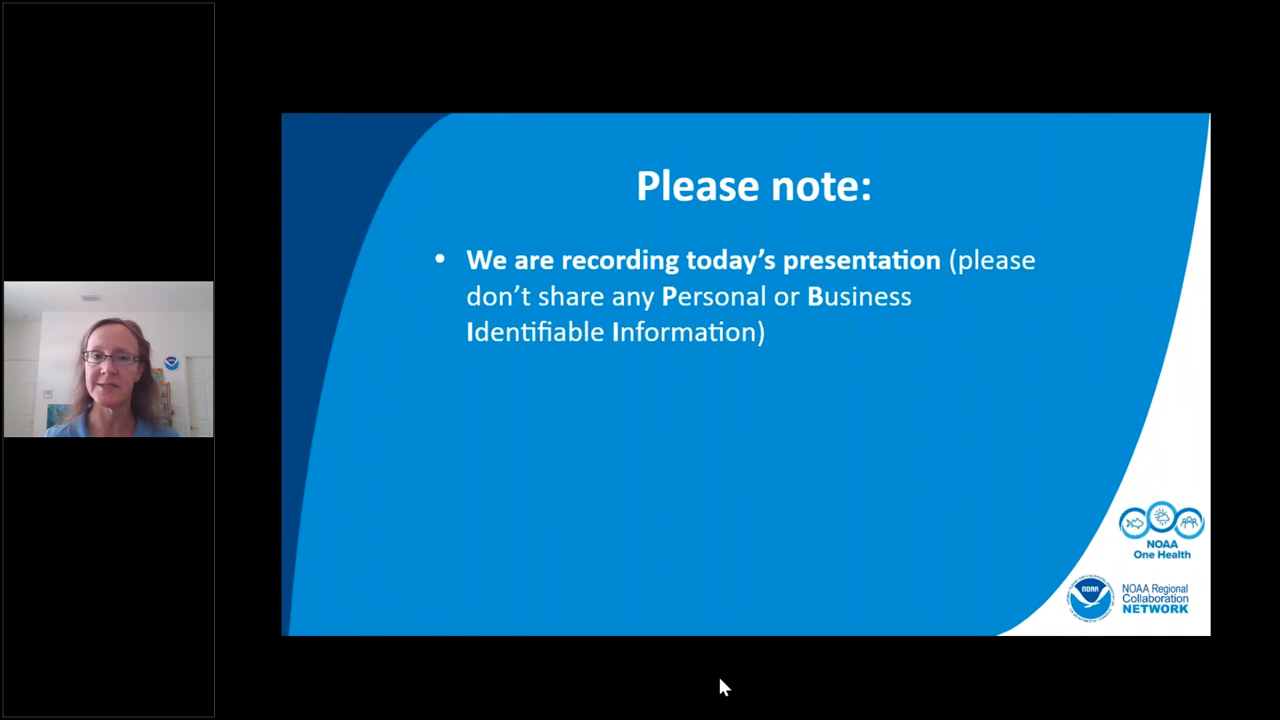 Please note:
• We are recording today's presentation (please
don't share any Personal or Business
Identifiable Information)
NOAA
One Health
NOAA
NOAA Regional
Collaboration
NETWORK